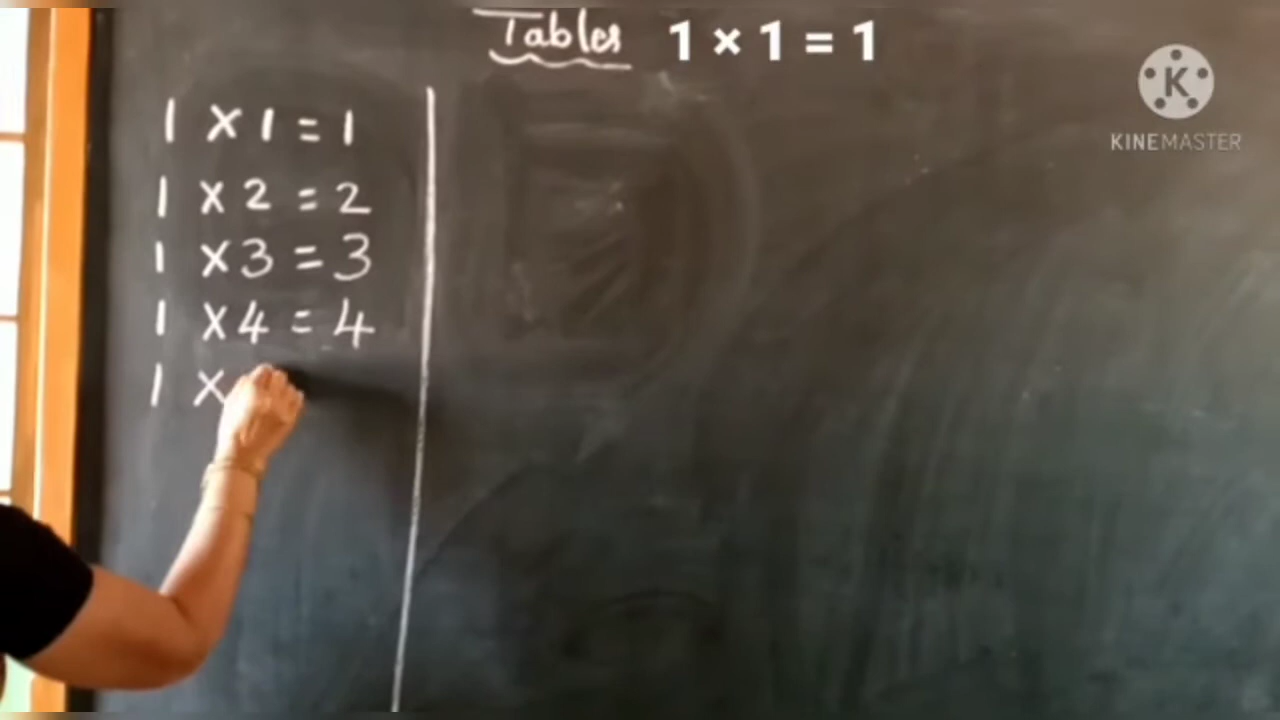 Tables 1 × 1 = 1
KINEMASTER
1 X 1 = 1
1 X 2 = 2
1 X 3 = 3
1 X 4 = 4
1 X